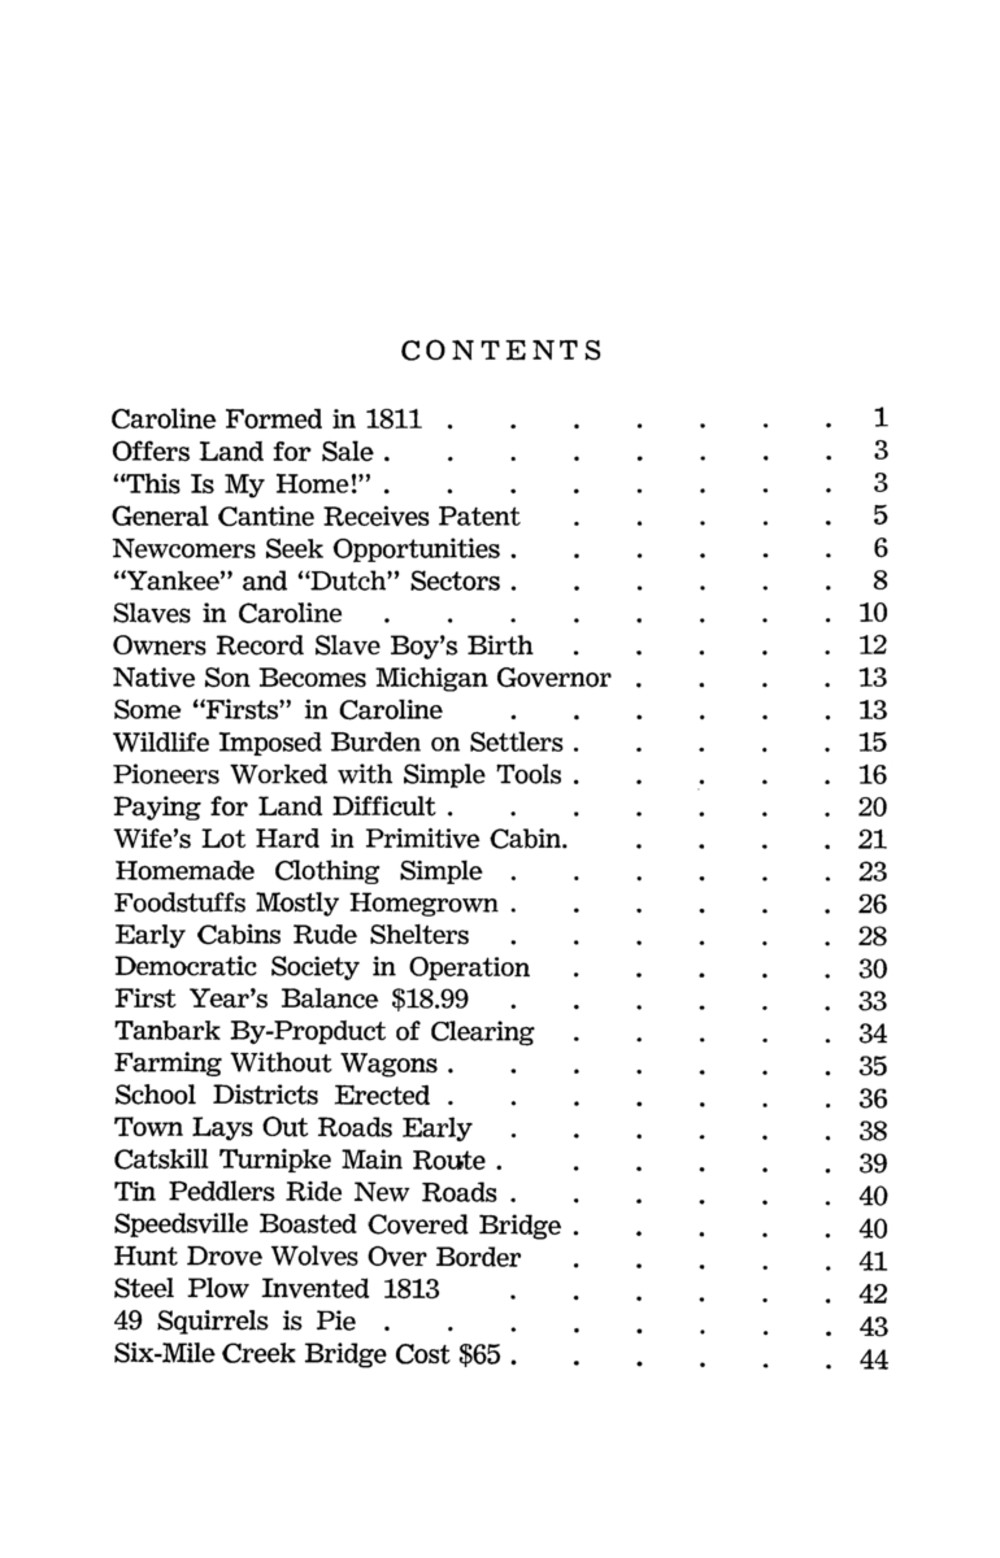 CONTENTS
Caroline Formed in 1811 . . . . . . . 1
Offers Land for Sale . . . . . . . . 3
“This Is My Home!” . . . . . . . . 3
General Cantine Receives Patent . . . . . 5
Newcomers Seek Opportunities . . . . . . 6
“Yankee” and “Dutch” Sectors . . . . . . 8
Slaves in Caroline . . . . . . . . 10
Owners Record Slave Boy’s Birth . . . . . 12
Native Son Becomes Michigan Governor . . . . 13
Some “Firsts” in Caroline . . . . . . 13
Wildlife Imposed Burden on Settlers . . . . . 15
Pioneers Worked with Simple Tools . . . . . 16
Paying for Land Difficult . . . . . . . 20
Wife’s Lot Hard in Primitive Cabin. . . . . 21
Homemade Clothing Simple . . . . . . 23
Foodstuffs Mostly Homegrown . . . . . . 26
Early Cabins Rude Shelters . . . . . . 28
Democratic Society in Operation . . . . . 30
First Year’s Balance $18.99 . . . . . . 33
Tanbark By-Propduct of Clearing . . . . . 34
Farming Without Wagons . . . . . . . 35
School Districts Erected . . . . . . . 36
Town Lays Out Roads Early . . . . . . 38
Catskill Turnipke Main Route . . . . . . 39
Tin Peddlers Ride New Roads . . . . . . 40
Speedsville Boasted Covered Bridge . . . . . 40
Hunt Drove Wolves Over Border . . . . . 41
Steel Plow Invented 1813 . . . . . . 42
49 Squirrels is Pie . . . . . . . . 43
Six-Mile Creek Bridge Cost $65 . . . . . . 44